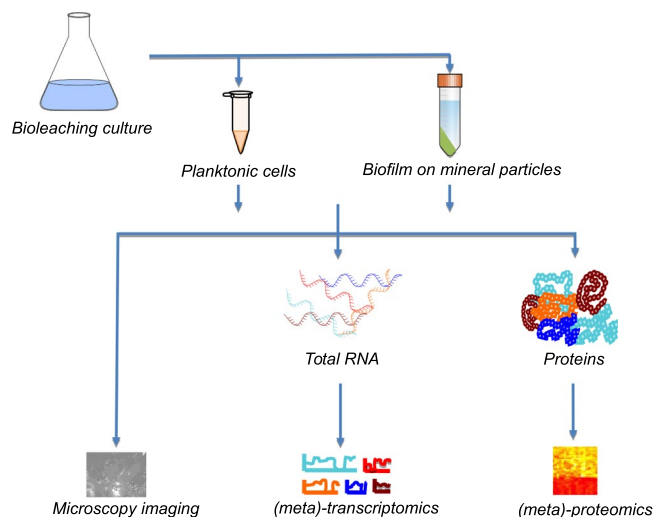 Bioleaching culture
Planktonic cells
Biofilm on mineral particles
Total RNA
Proteins
Microscopy imaging
(meta)-transcriptomics
(meta)-proteomics